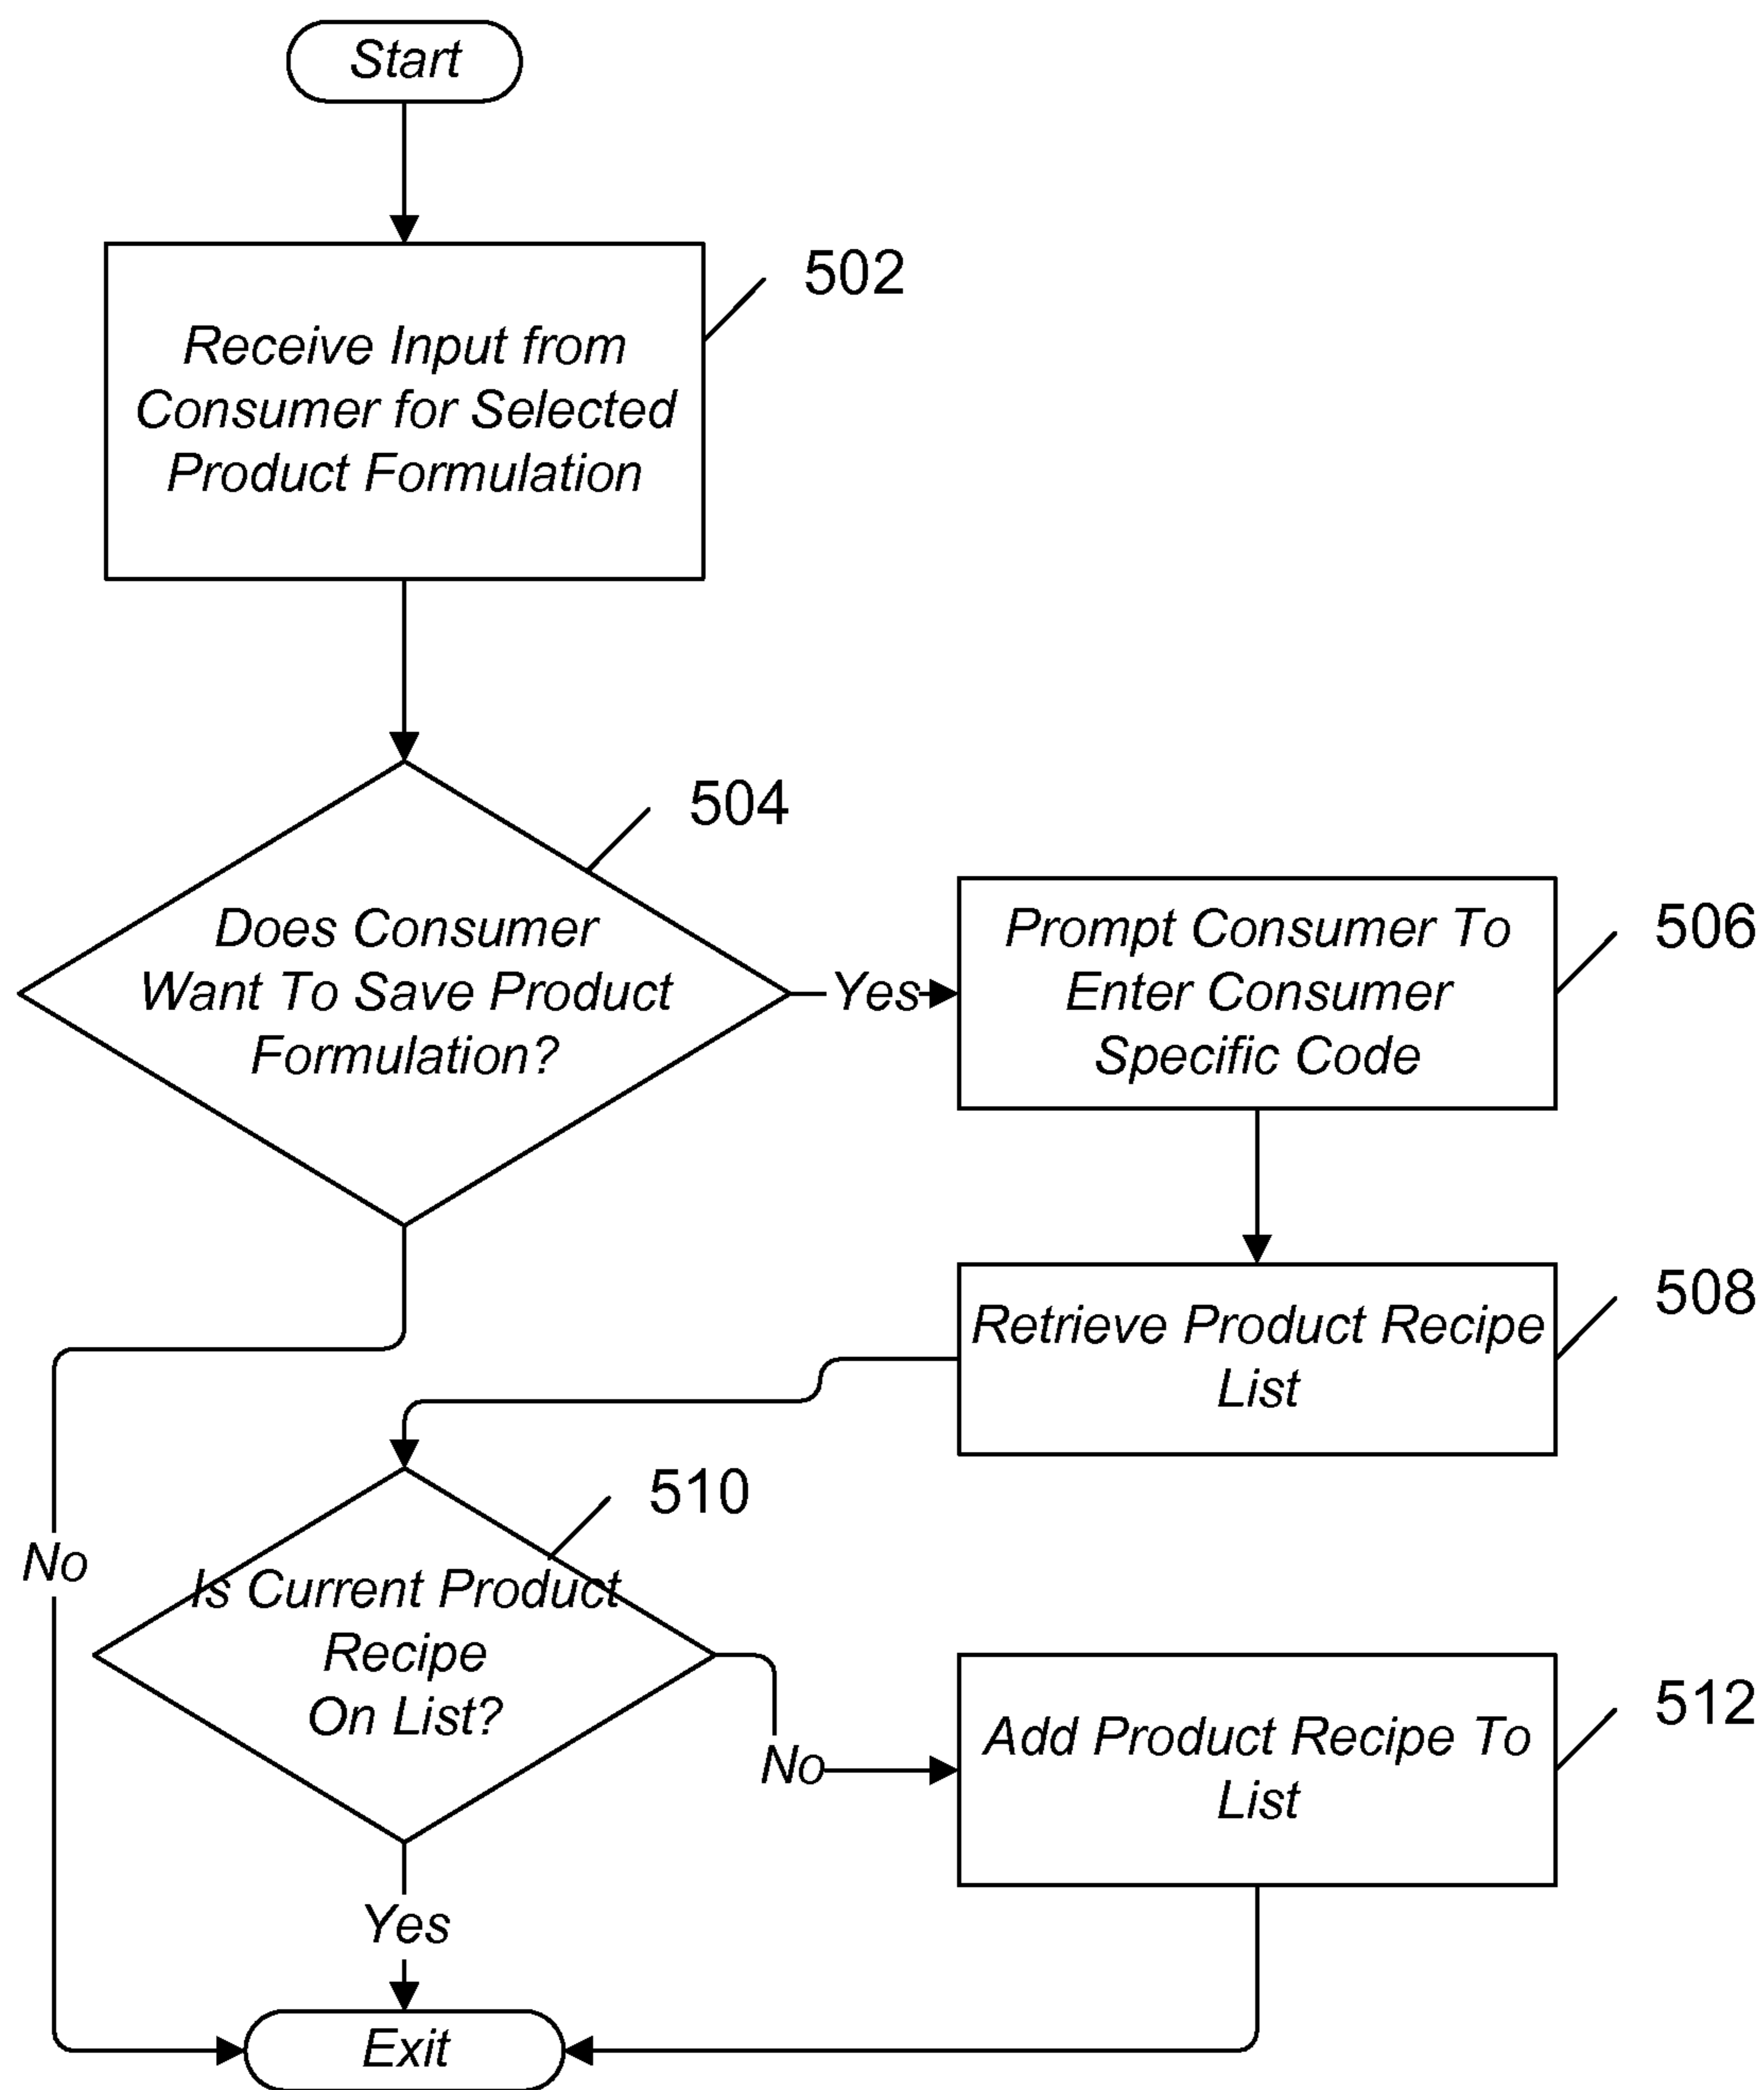 Start
502
Receive Input from
Consumer for Selected
Product Formulation
504
Does Consumer
Want To Save Product
Formulation?
Yes
506
Prompt Consumer To
Enter Consumer
Specific Code
508
Retrieve Product Recipe
List
510
No
Is Current Product
Recipe
On List?
No
512
Add Product Recipe To
List
Yes
Exit